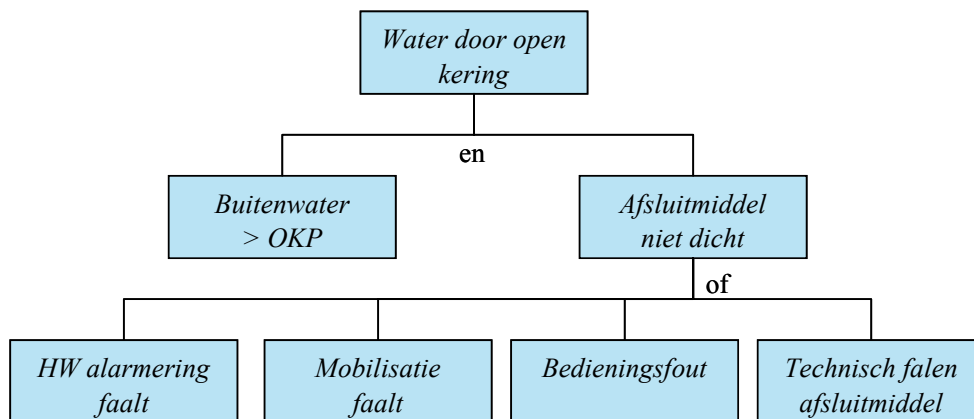 Water door open
kering
en
Buitenwater
> OKP
Afsluitmiddel
niet dicht
of
HW alarmering
faalt
Mobilisatie
faalt
Bedieningsfout
Technisch falen
afsluitmiddel